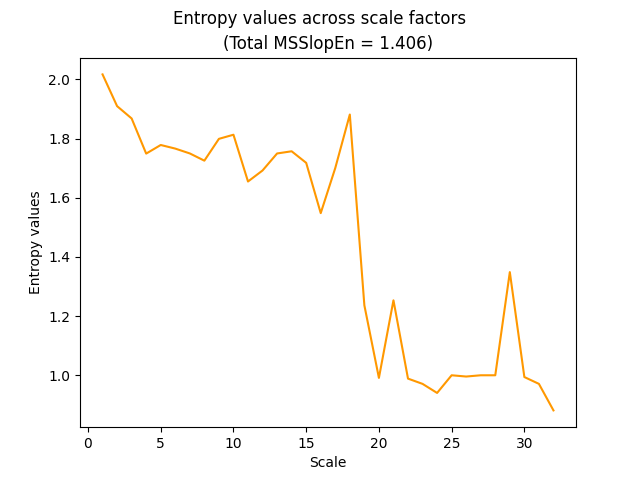 Entropy values across scale factors
(Total MSSlopEn = 1.406)
2.0
1.8
1.6
1.4
1.2
1.0
Entropy values
0 5 10 15 20 25 30
Scale